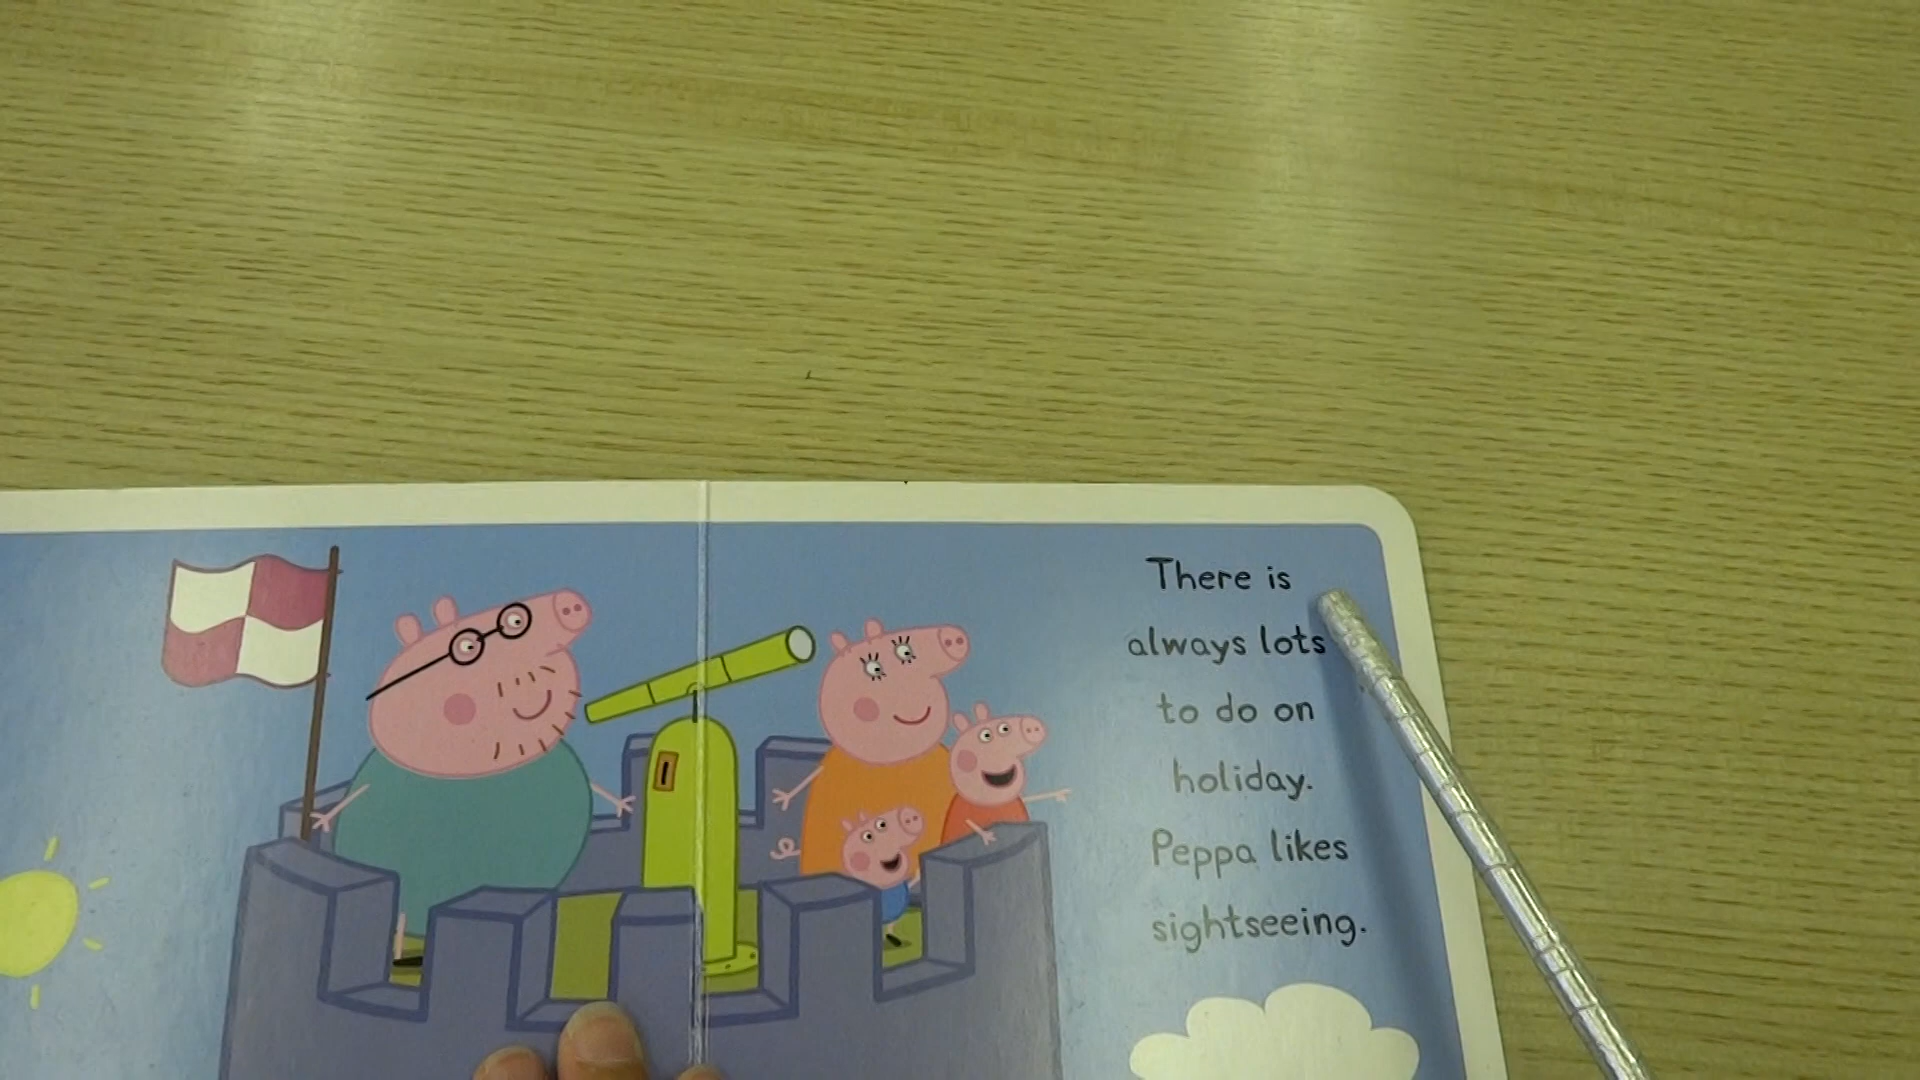 There is
always lots
to do on
holiday.
Peppa likes
sightseeing.